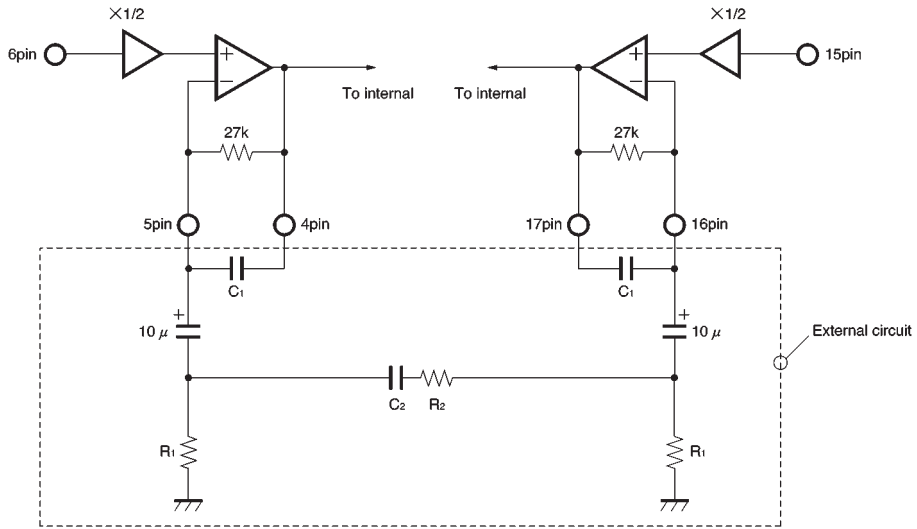 ×1/2
×1/2
6pin
+
−
To internal
To internal
+
−
15pin
27k
27k
5pin
4pin
17pin
16pin
C₁
C₁
+
10 μ
+
10 μ
External circuit
C₂
R₂
R₁
R₁